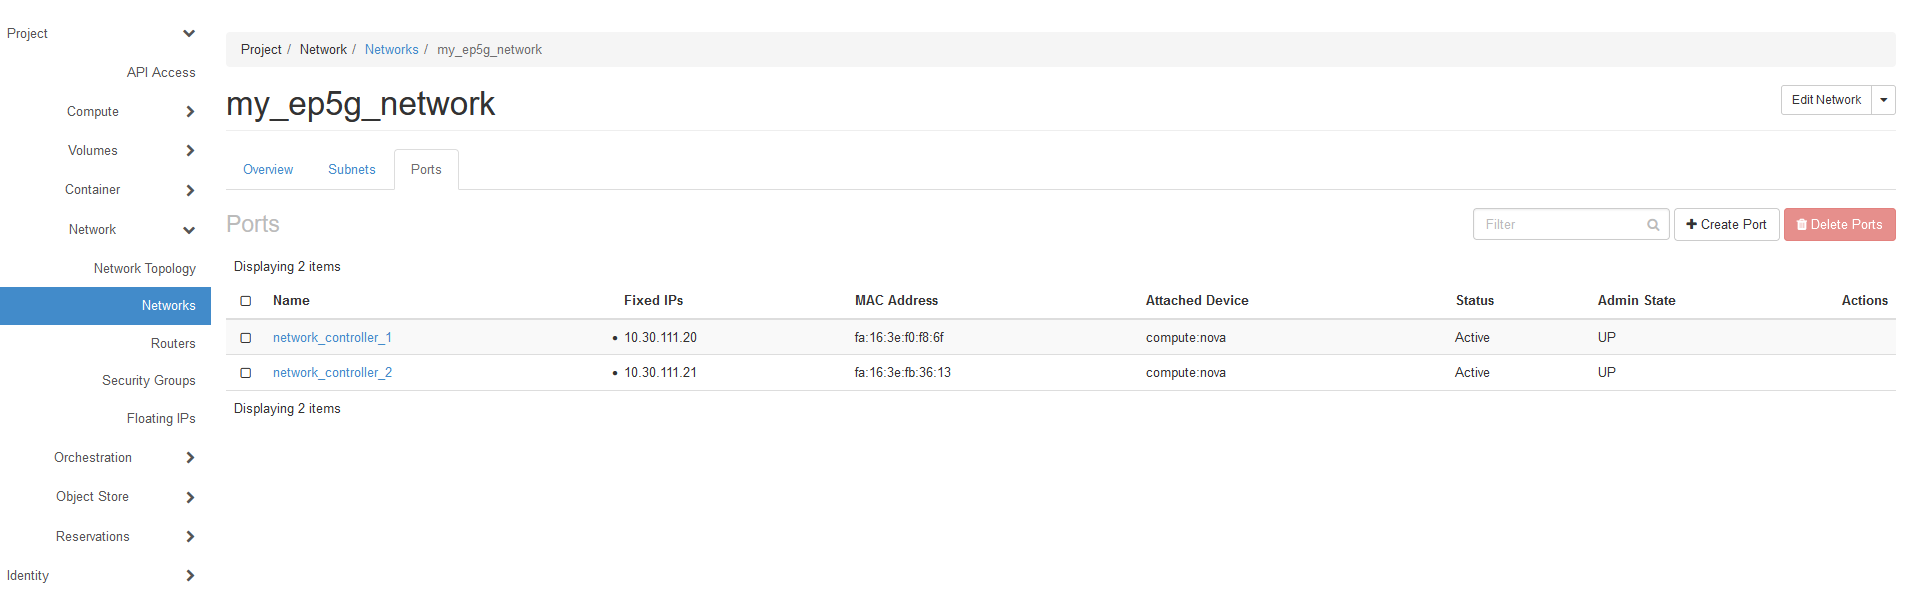 Project
API Access
Compute
Volumes
Container
Network
Network Topology
Networks
Routers
Security Groups
Floating IPs
Orchestration
Object Store
Reservations
Identity
Project / Network / Networks / my_ep5g_network
my_ep5g_network
Edit Network
Overview Subnets Ports
Ports
Filter Create Port Delete Ports
Displaying 2 items
Name Fixed IPs MAC Address Attached Device Status Admin State Actions
network_controller_1 • 10.30.111.20 fa:16:3e:f0:f8:6f compute:nova Active UP
network_controller_2 • 10.30.111.21 fa:16:3e:fb:36:13 compute:nova Active UP
Displaying 2 items